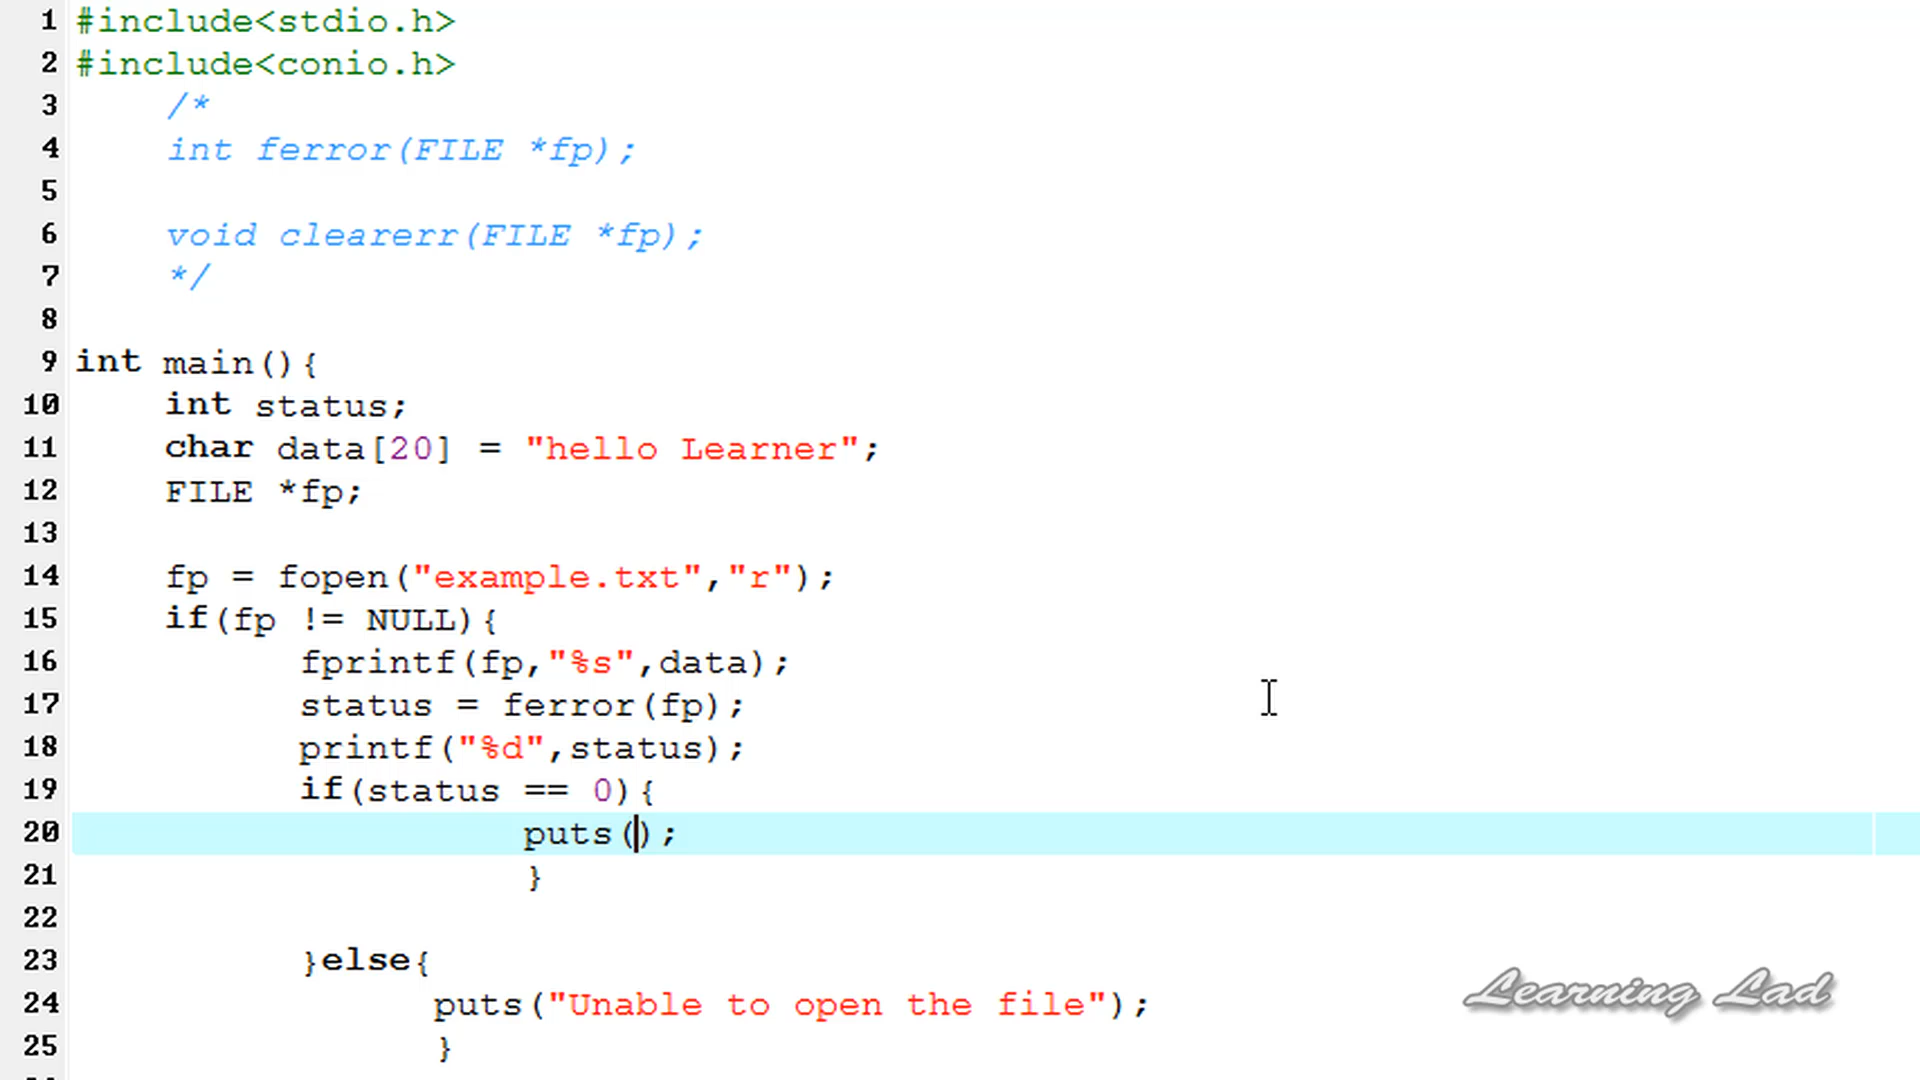 1 #include<stdio.h>
2 #include<conio.h>
3 /*
4 int ferror(FILE *fp);
5
6 void clearerr(FILE *fp);
7 */
8
9 int main(){
10 int status;
11 char data[20] = "hello Learner";
12 FILE *fp;
13
14 fp = fopen("example.txt","r");
15 if(fp != NULL){
16 fprintf(fp,"%s",data);
17 status = ferror(fp);
18 printf("%d",status);
19 if(status == 0){
20 puts();
21 }
22
23 }else{
24 puts("Unable to open the file");
25 }
Learning Lad